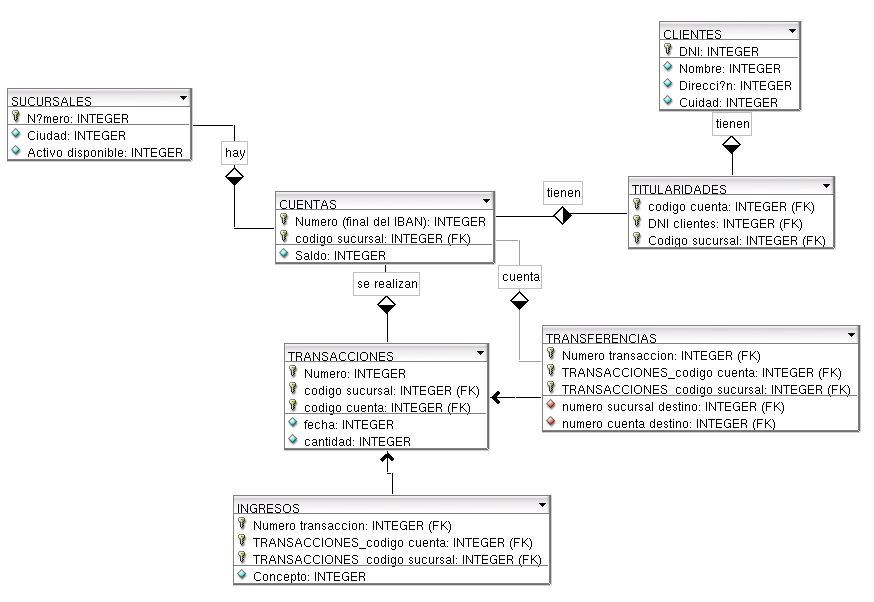 CLIENTES
DNI: INTEGER
Nombre: INTEGER
Direcci?n: INTEGER
Cuidad: INTEGER
tienen
SUCURSALES
N?mero: INTEGER
Ciudad: INTEGER
Activo disponible: INTEGER
hay
CUENTAS
Numero (final del IBAN): INTEGER
codigo sucursal: INTEGER (FK)
Saldo: INTEGER
tienen
TITULARIDADES
codigo cuenta: INTEGER (FK)
DNI clientes: INTEGER (FK)
Codigo sucursal: INTEGER (FK)
se realizan
cuenta
TRANSACCIONES
Numero: INTEGER
codigo sucursal: INTEGER (FK)
codigo cuenta: INTEGER (FK)
fecha: INTEGER
cantidad: INTEGER
TRANSFERENCIAS
Numero transaccion: INTEGER (FK)
TRANSACCIONES_codigo cuenta: INTEGER (FK)
TRANSACCIONES_codigo sucursal: INTEGER (FK)
numero sucursal destino: INTEGER (FK)
numero cuenta destino: INTEGER (FK)
INGRESOS
Numero transaccion: INTEGER (FK)
TRANSACCIONES_codigo cuenta: INTEGER (FK)
TRANSACCIONES_codigo sucursal: INTEGER (FK)
Concepto: INTEGER